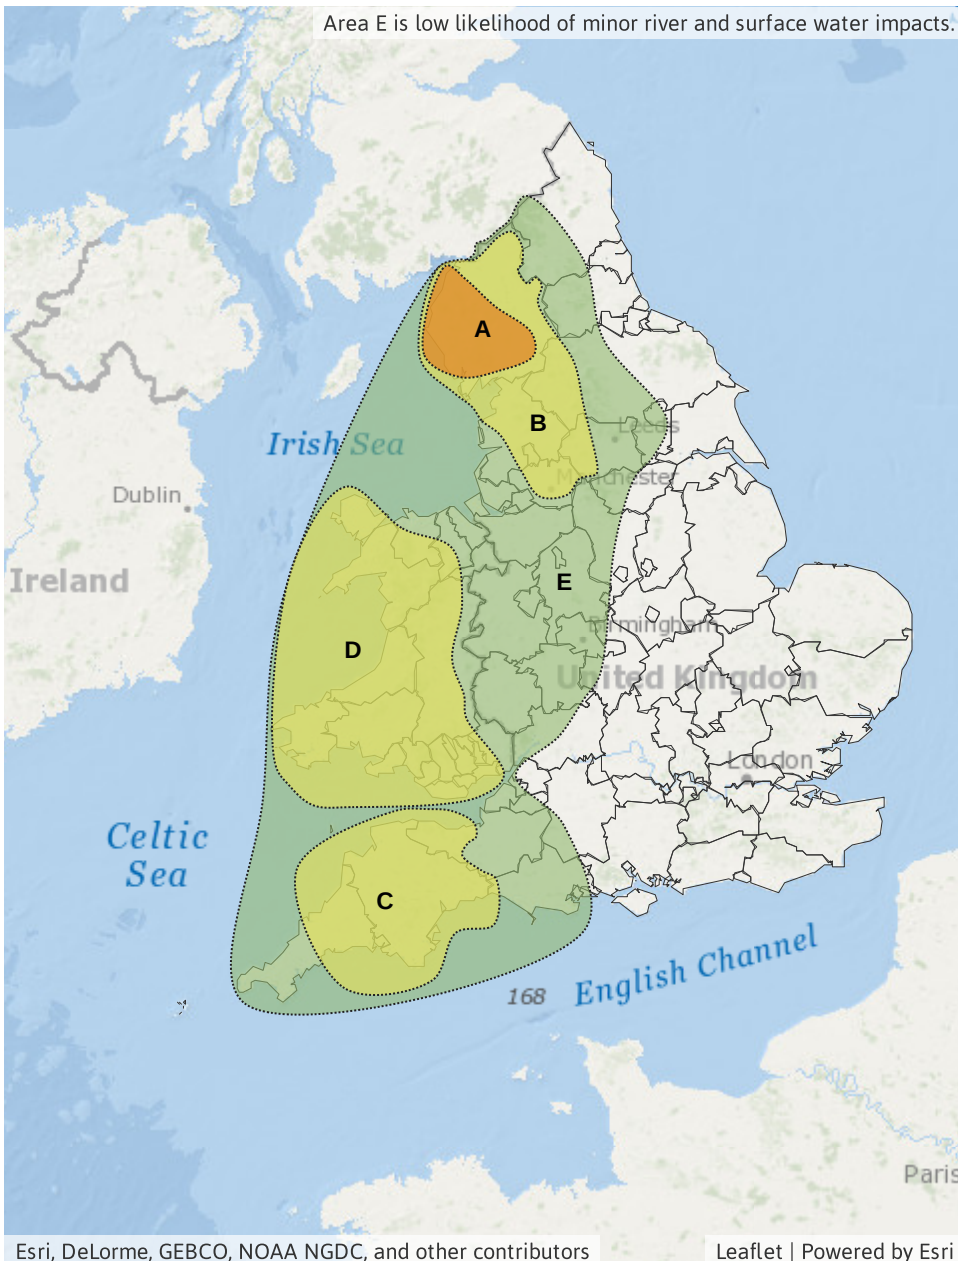 Area E is low likelihood of minor river and surface water impacts.
A
B
Leeds
Irish Sea
Manchester
Dublin
Ireland
E
Birmingham
D
United Kingdom
London
Celtic
Sea
C
English Channel
168
Paris
Esri, DeLorme, GEBCO, NOAA NGDC, and other contributors
Leaflet | Powered by Esri